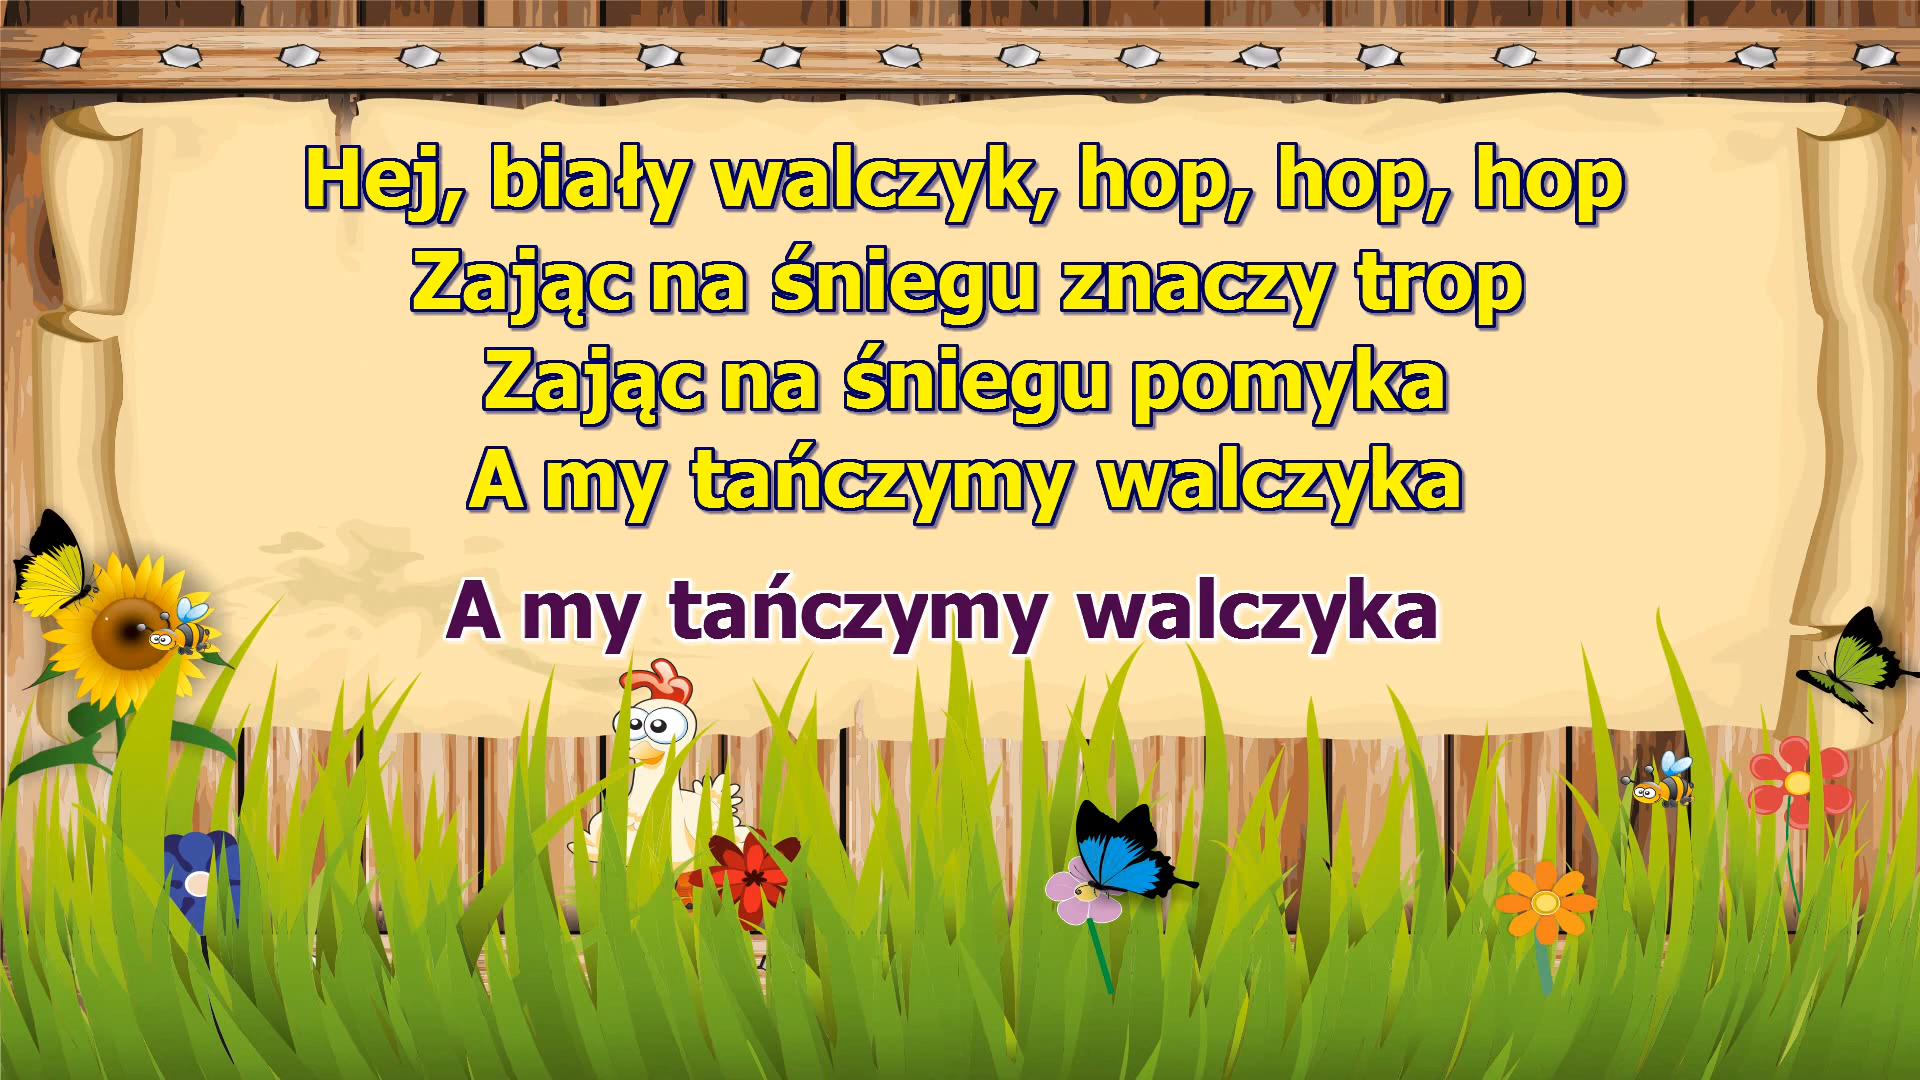 Hej, biały walczyk, hop, hop, hop
Zając na śniegu znaczy trop
Zając na śniegu pomyka
A my tańczymy walczyka
A my tańczymy walczyka